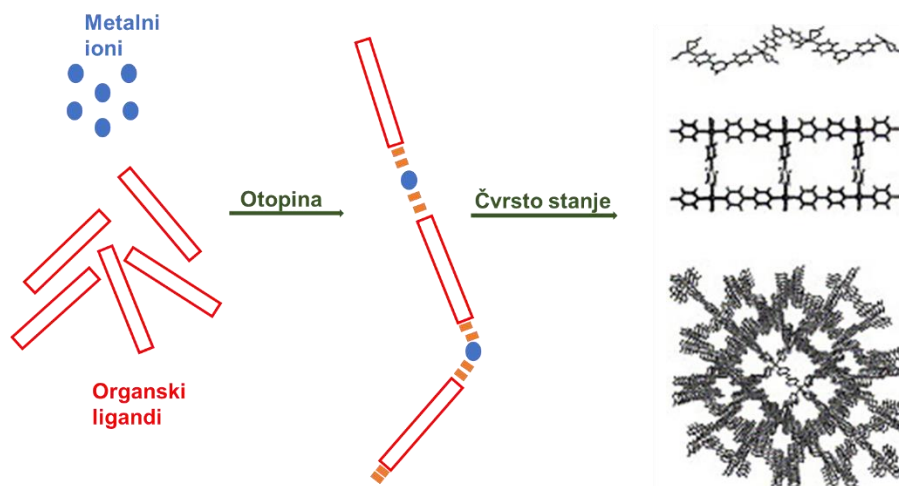 Metalni
ioni
Otopina
Čvrsto stanje
Organski
ligandi